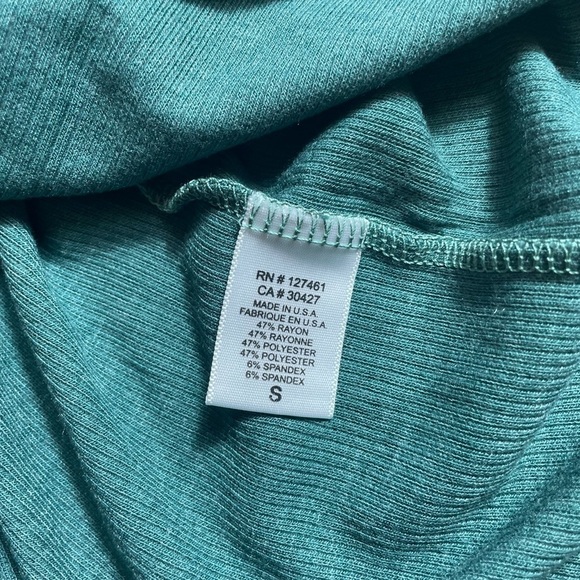 RN # 127461
CA # 30427
MADE IN U.S.A.
FABRIQUE EN U.S.A
47% RAYON
47% RAYONNE
47% POLYESTER
47% POLYESTER
6% SPANDEX
6% SPANDEX
S